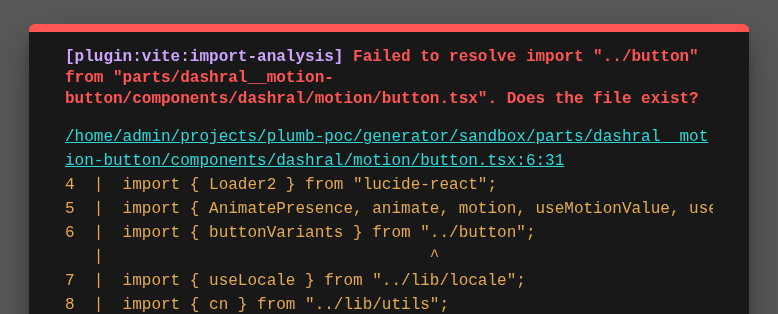 [plugin:vite:import-analysis] Failed to resolve import "../button"
from "parts/dashral__motion-
button/components/dashral/motion/button.tsx". Does the file exist?
/home/admin/projects/plumb-poc/generator/sandbox/parts/dashral__mot
ion-button/components/dashral/motion/button.tsx:6:31
4  |  import { Loader2 } from "lucide-react";
5  |  import { AnimatePresence, animate, motion, useMotionValue, use
6  |  import { buttonVariants } from "../button";
   |                                  ^
7  |  import { useLocale } from "../lib/locale";
8  |  import { cn } from "../lib/utils";